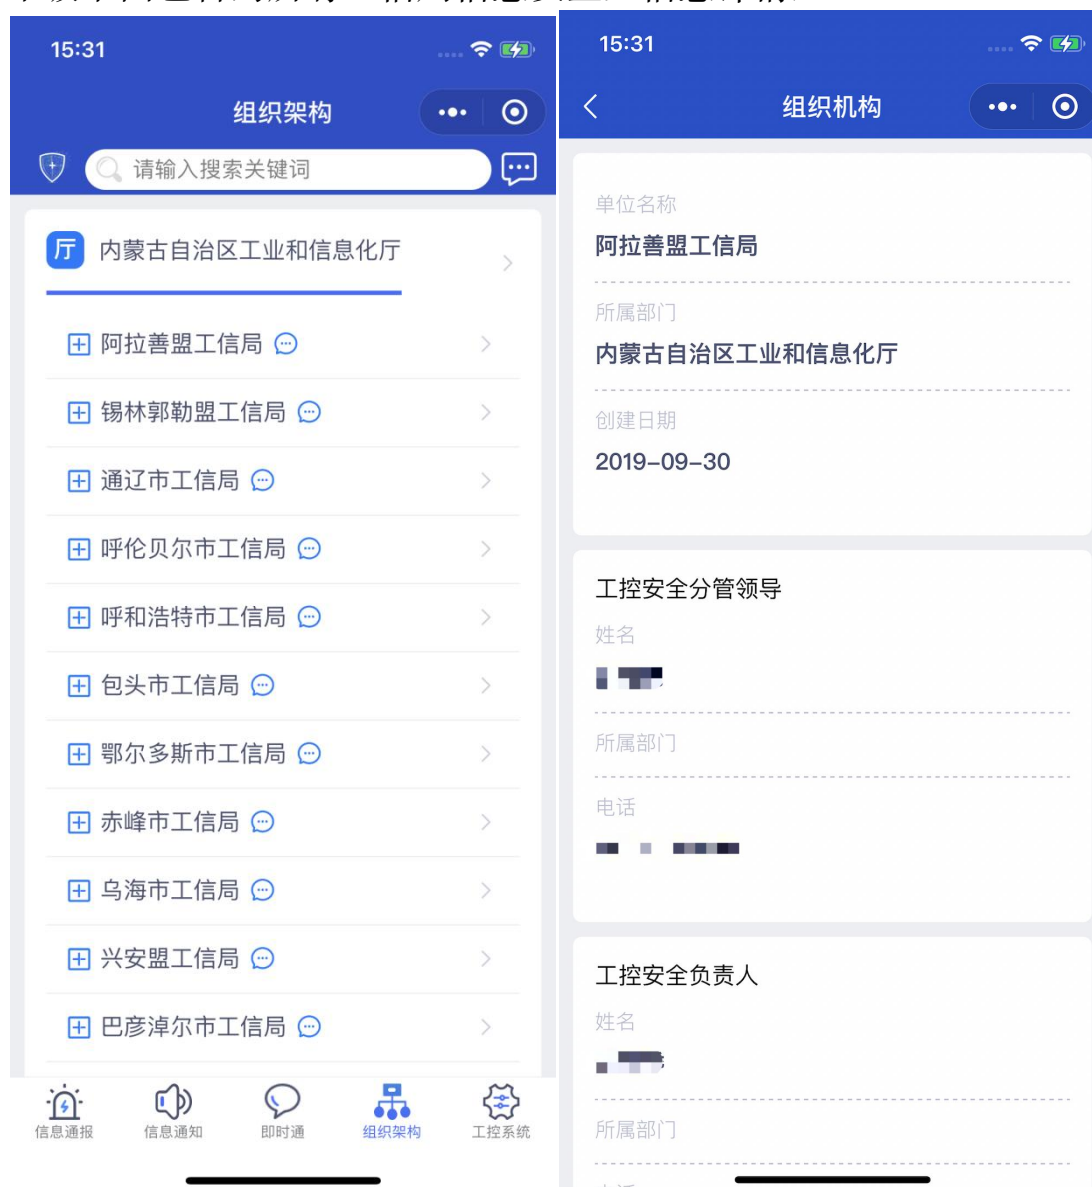 15:31
组织架构
请输入搜索关键词
厅 内蒙古自治区工业和信息化厅
阿拉善盟工信局
锡林郭勒盟工信局
通辽市工信局
呼伦贝尔市工信局
呼和浩特市工信局
包头市工信局
鄂尔多斯市工信局
赤峰市工信局
乌海市工信局
兴安盟工信局
巴彦淖尔市工信局
信息通报 信息通知 即时通 组织架构 工控系统
15:31
组织机构
单位名称
阿拉善盟工信局
所属部门
内蒙古自治区工业和信息化厅
创建日期
2019-09-30
工控安全分管领导
姓名
所属部门
电话
工控安全负责人
姓名
所属部门